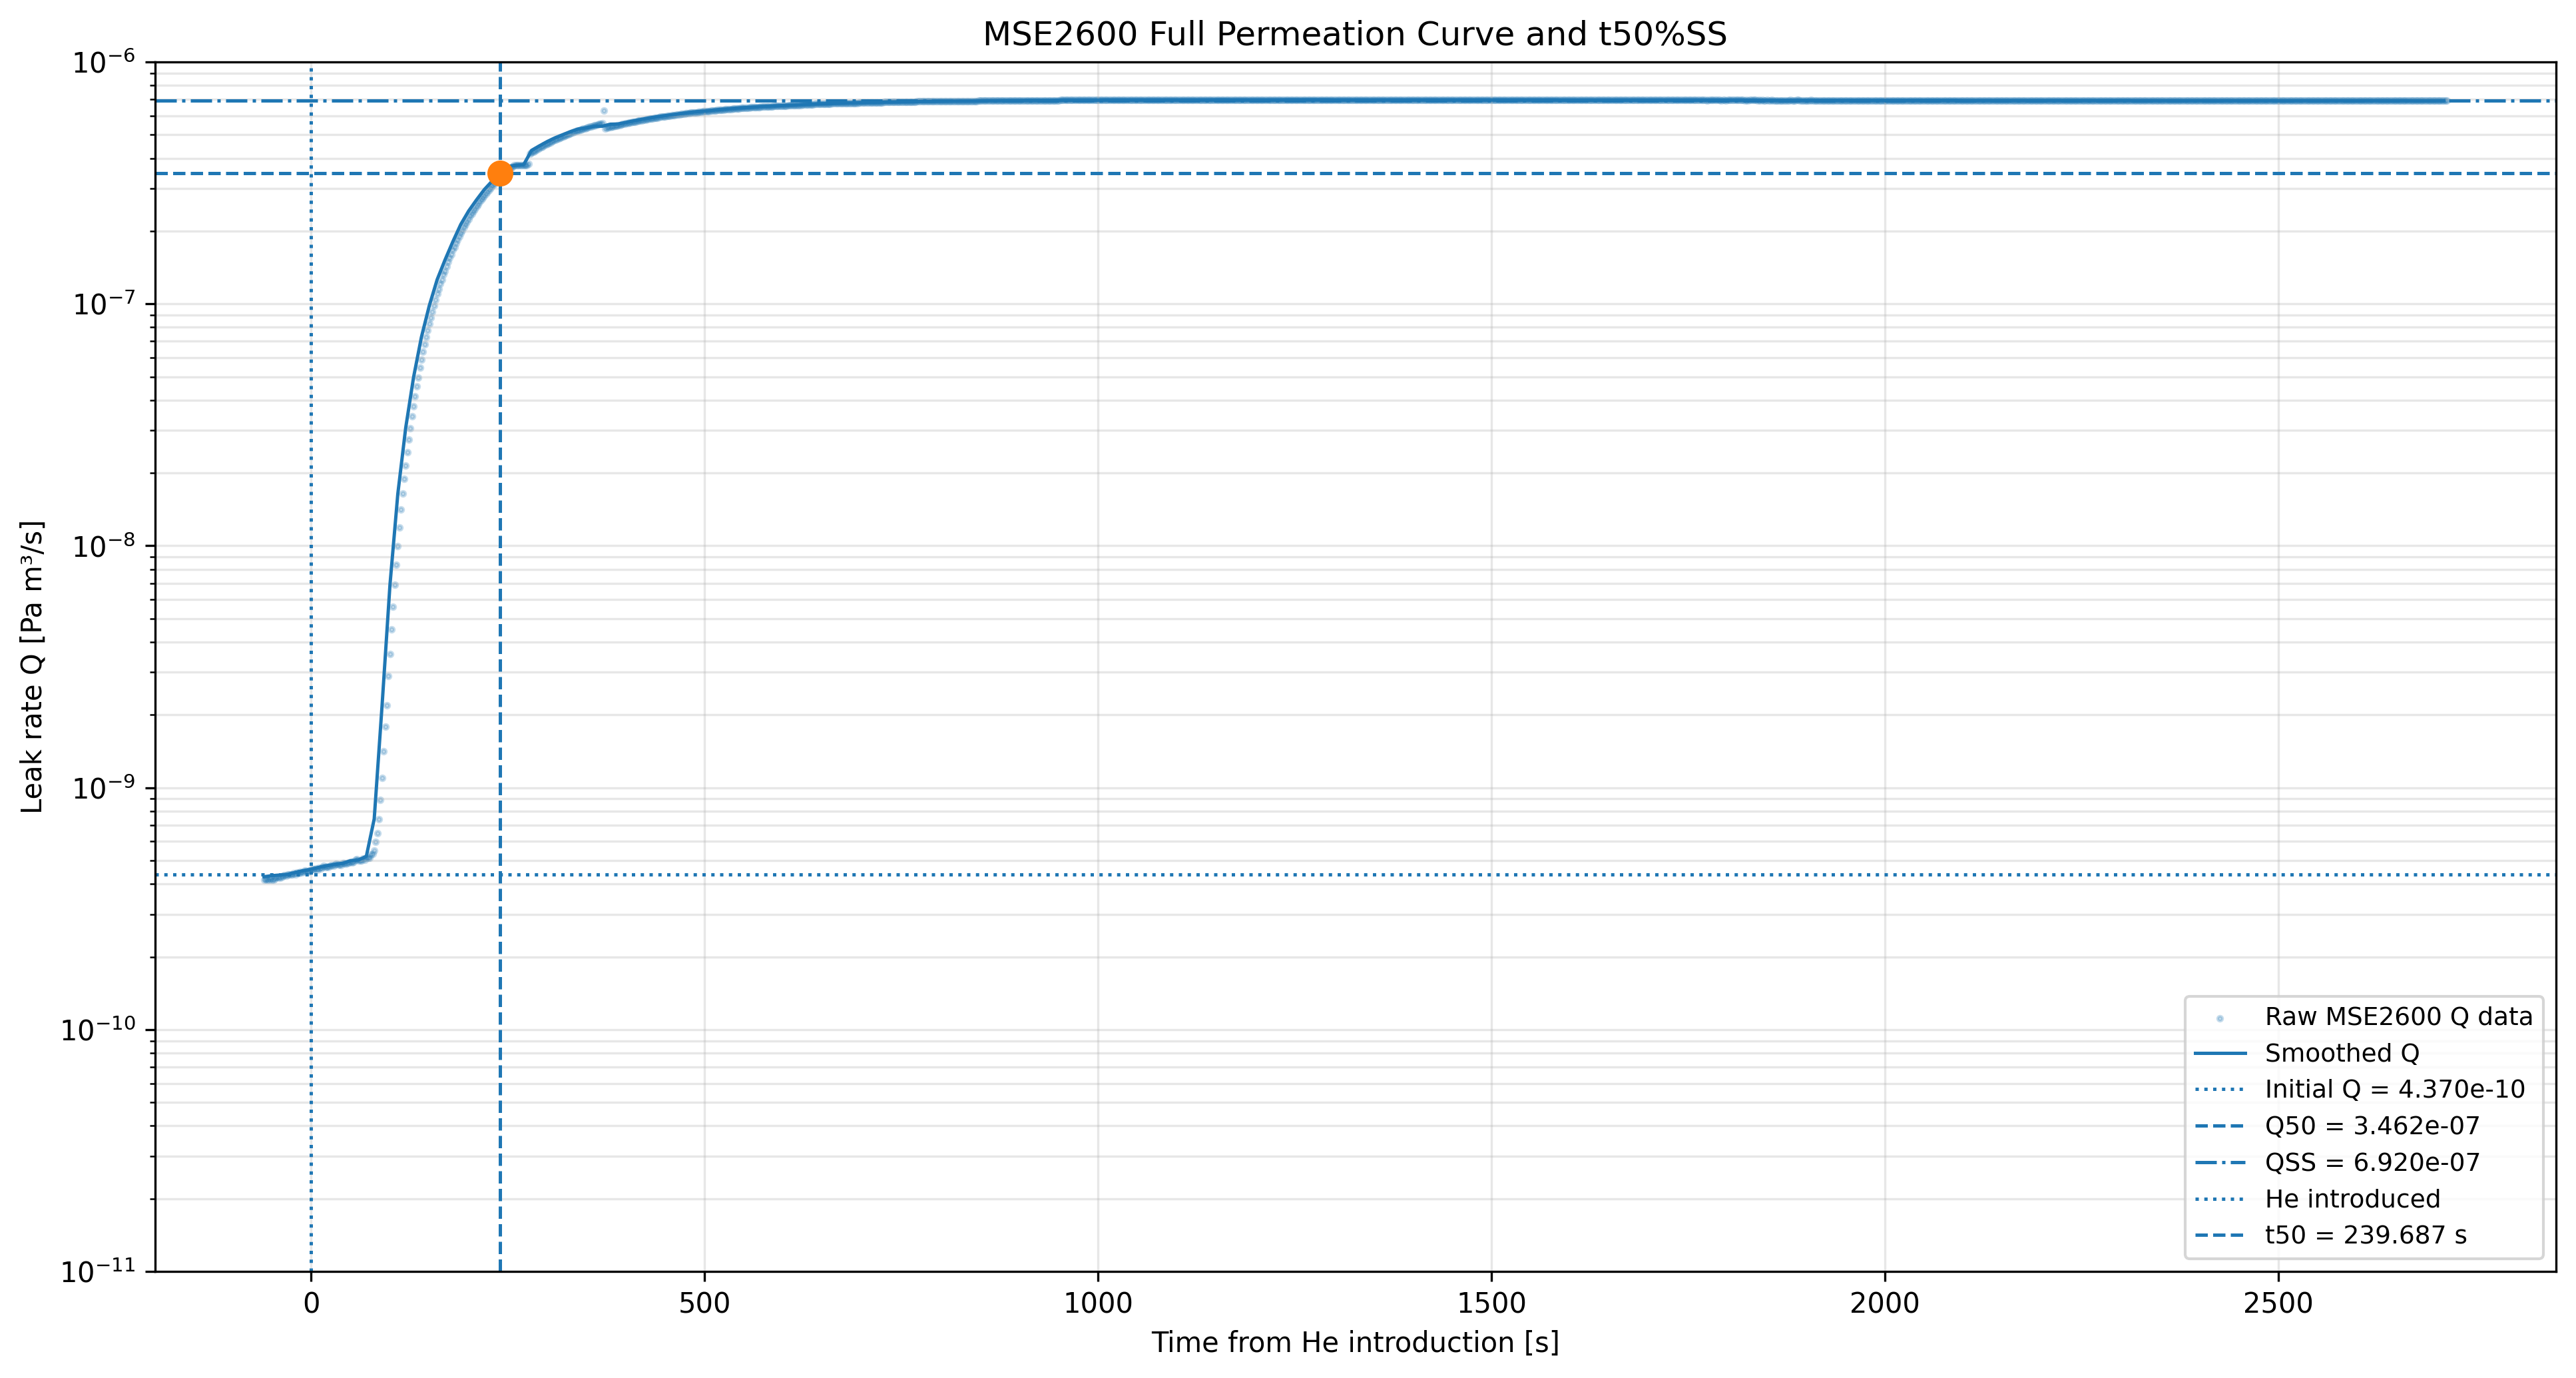 MSE2600 Full Permeation Curve and t50%SS
Leak rate Q [Pa m³/s]
10⁻⁶
10⁻⁷
10⁻⁸
10⁻⁹
10⁻¹⁰
10⁻¹¹
Raw MSE2600 Q data
Smoothed Q
Initial Q = 4.370e-10
Q50 = 3.462e-07
QSS = 6.920e-07
He introduced
t50 = 239.687 s
0 500 1000 1500 2000 2500
Time from He introduction [s]